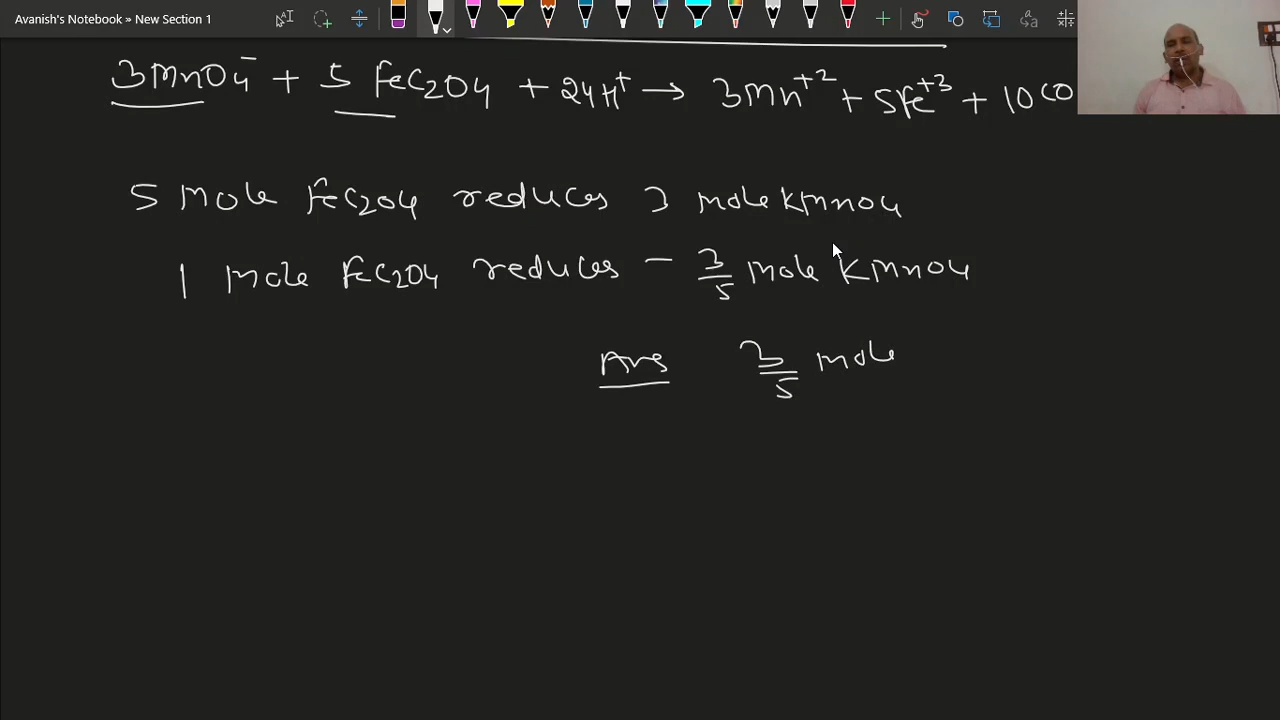 Avanish's Notebook » New Section 1
3MnO4⁻ + 5 FeC2O4 + 24H⁺ → 3Mn⁺² + 5Fe⁺³ + 10CO
5 Mole FeC2O4 reduces 3 mole KMnO4
1 mole FeC2O4 reduces - 3/5 mole KMnO4
Ans 3/5 mole